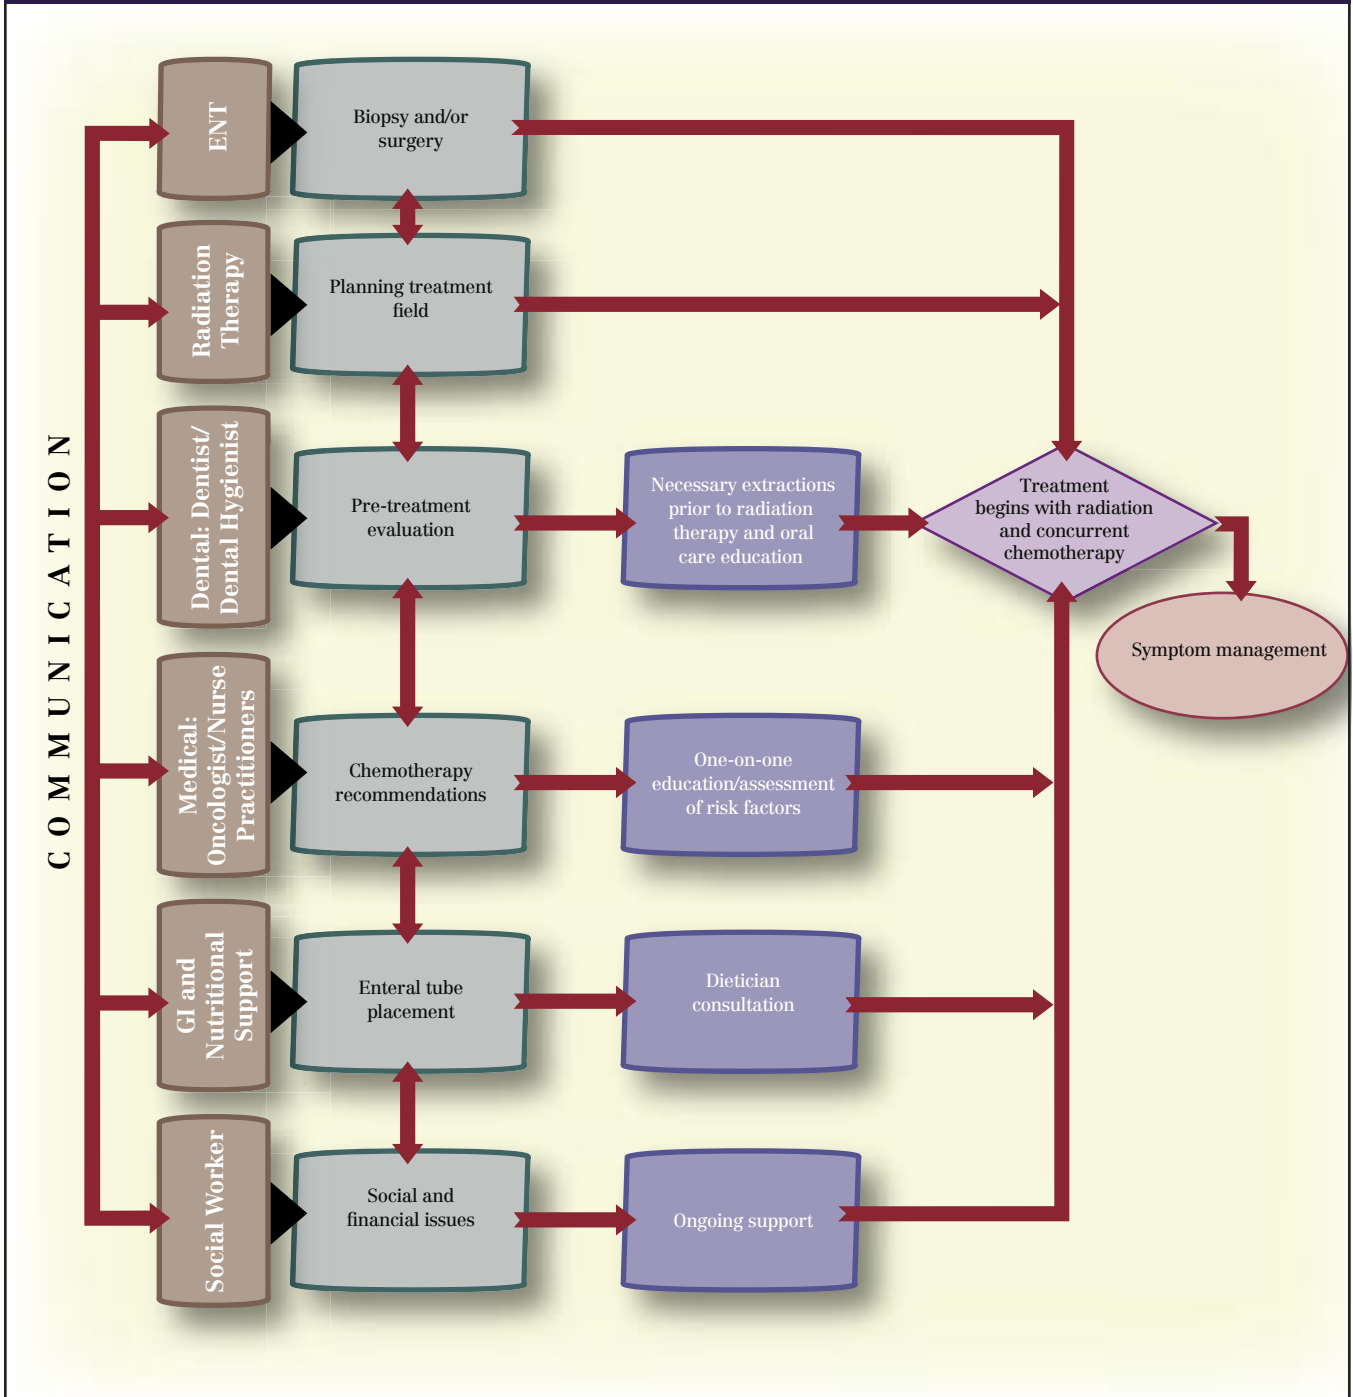 COMMUNICATION
ENT
Biopsy and/or
surgery
Radiation
Therapy
Planning treatment
field
Dental: Dentist/
Dental Hygienist
Pre-treatment
evaluation
Necessary extractions
prior to radiation
therapy and oral
care education
Treatment
begins with radiation
and concurrent
chemotherapy
Symptom management
Medical:
Oncologist/Nurse
Practitioners
Chemotherapy
recommendations
One-on-one
education/assessment
of risk factors
GI and
Nutritional
Support
Enteral tube
placement
Dietician
consultation
Social Worker
Social and
financial issues
Ongoing support